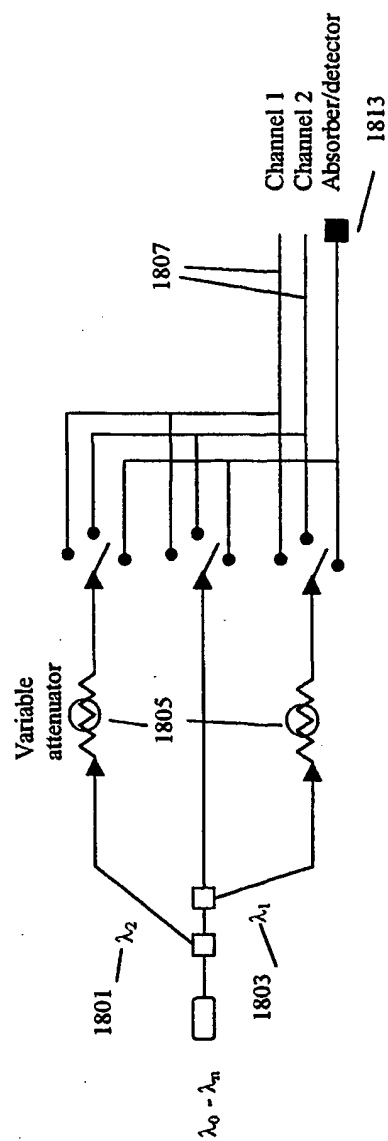 Variable
attenuator
1805
1801
λ₂
λ₀ - λₙ
λ₁
1803
1807
Channel 1
Channel 2
Absorber/detector
1813